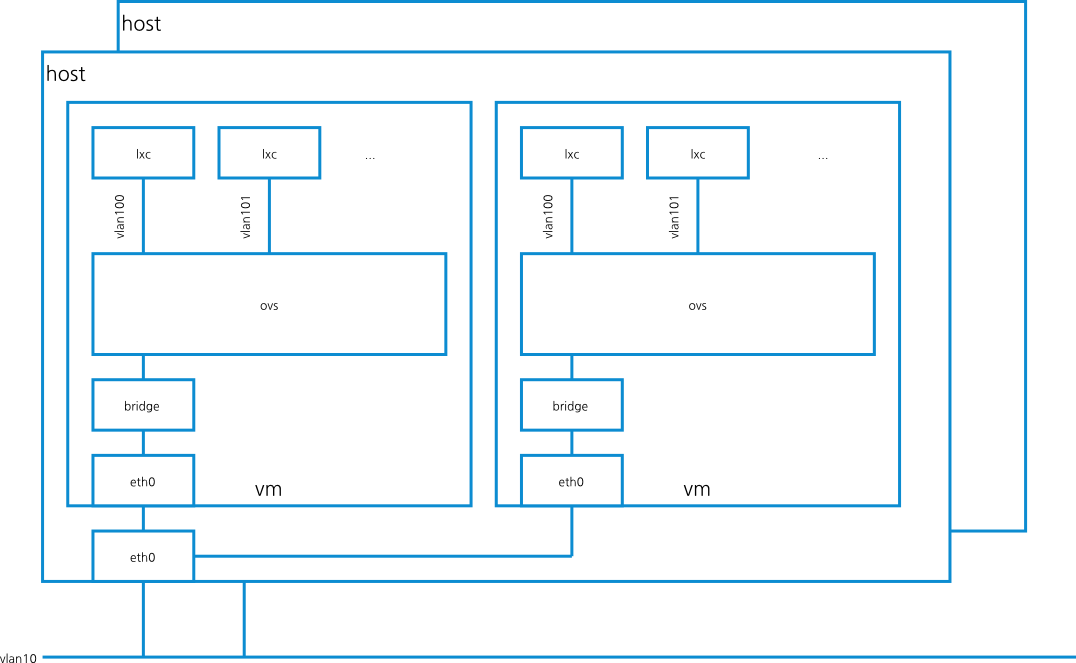 host
host
lxc
lxc
...
lxc
lxc
...
vlan100
vlan101
vlan100
vlan101
ovs
ovs
bridge
bridge
eth0
vm
eth0
vm
eth0
vlan10